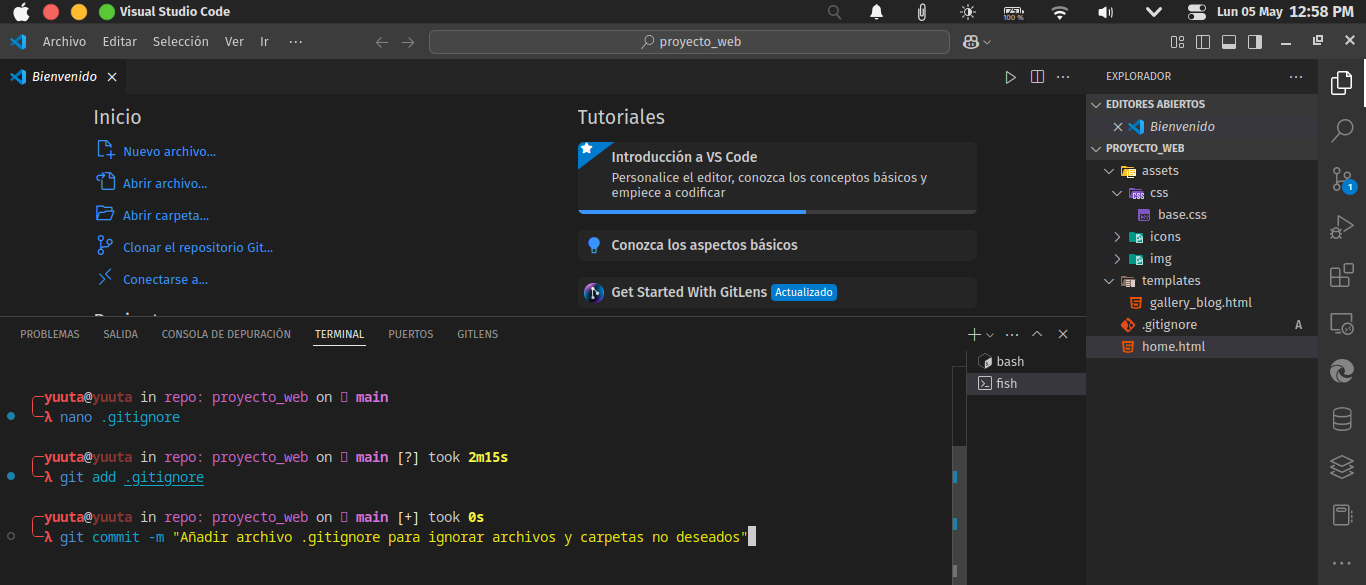 Visual Studio Code
100 %
Lun 05 May 12:58 PM
Archivo Editar Selección Ver Ir ···
proyecto_web
Bienvenido
Inicio
Nuevo archivo...
Abrir archivo...
Abrir carpeta...
Clonar el repositorio Git...
Conectarse a...
Tutoriales
Introducción a VS Code
Personalice el editor, conozca los conceptos básicos y
empiece a codificar
Conozca los aspectos básicos
Get Started With GitLens Actualizado
EXPLORADOR
EDITORES ABIERTOS
Bienvenido
PROYECTO_WEB
assets
css
base.css
icons
img
templates
gallery_blog.html
.gitignore A
home.html
1
PROBLEMAS SALIDA CONSOLA DE DEPURACIÓN TERMINAL PUERTOS GITLENS
bash
fish
yuuta@yuuta in repo: proyecto_web on main
λ nano .gitignore
yuuta@yuuta in repo: proyecto_web on main [?] took 2m15s
λ git add .gitignore
yuuta@yuuta in repo: proyecto_web on main [+] took 0s
λ git commit -m "Añadir archivo .gitignore para ignorar archivos y carpetas no deseados"